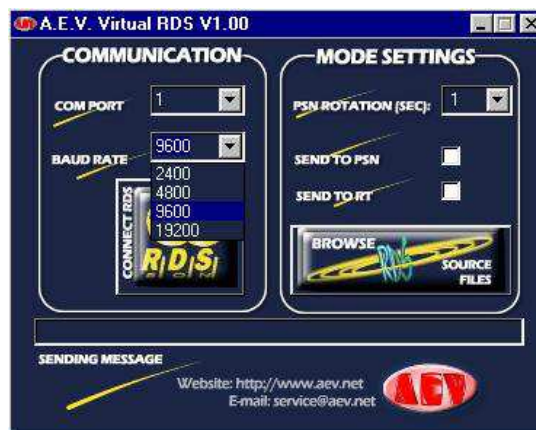 A.E.V. Virtual RDS V1.00
COMMUNICATION
COM PORT
1
BAUD RATE
9600
2400
4800
9600
19200
CONNECT RDS
RDS
MODE SETTINGS
PSN ROTATION (SEC):
1
SEND TO PSN
SEND TO RT
BROWSE
RDS
SOURCE
FILES
SENDING MESSAGE
Website: http://www.aev.net
E-mail: service@aev.net
AEV